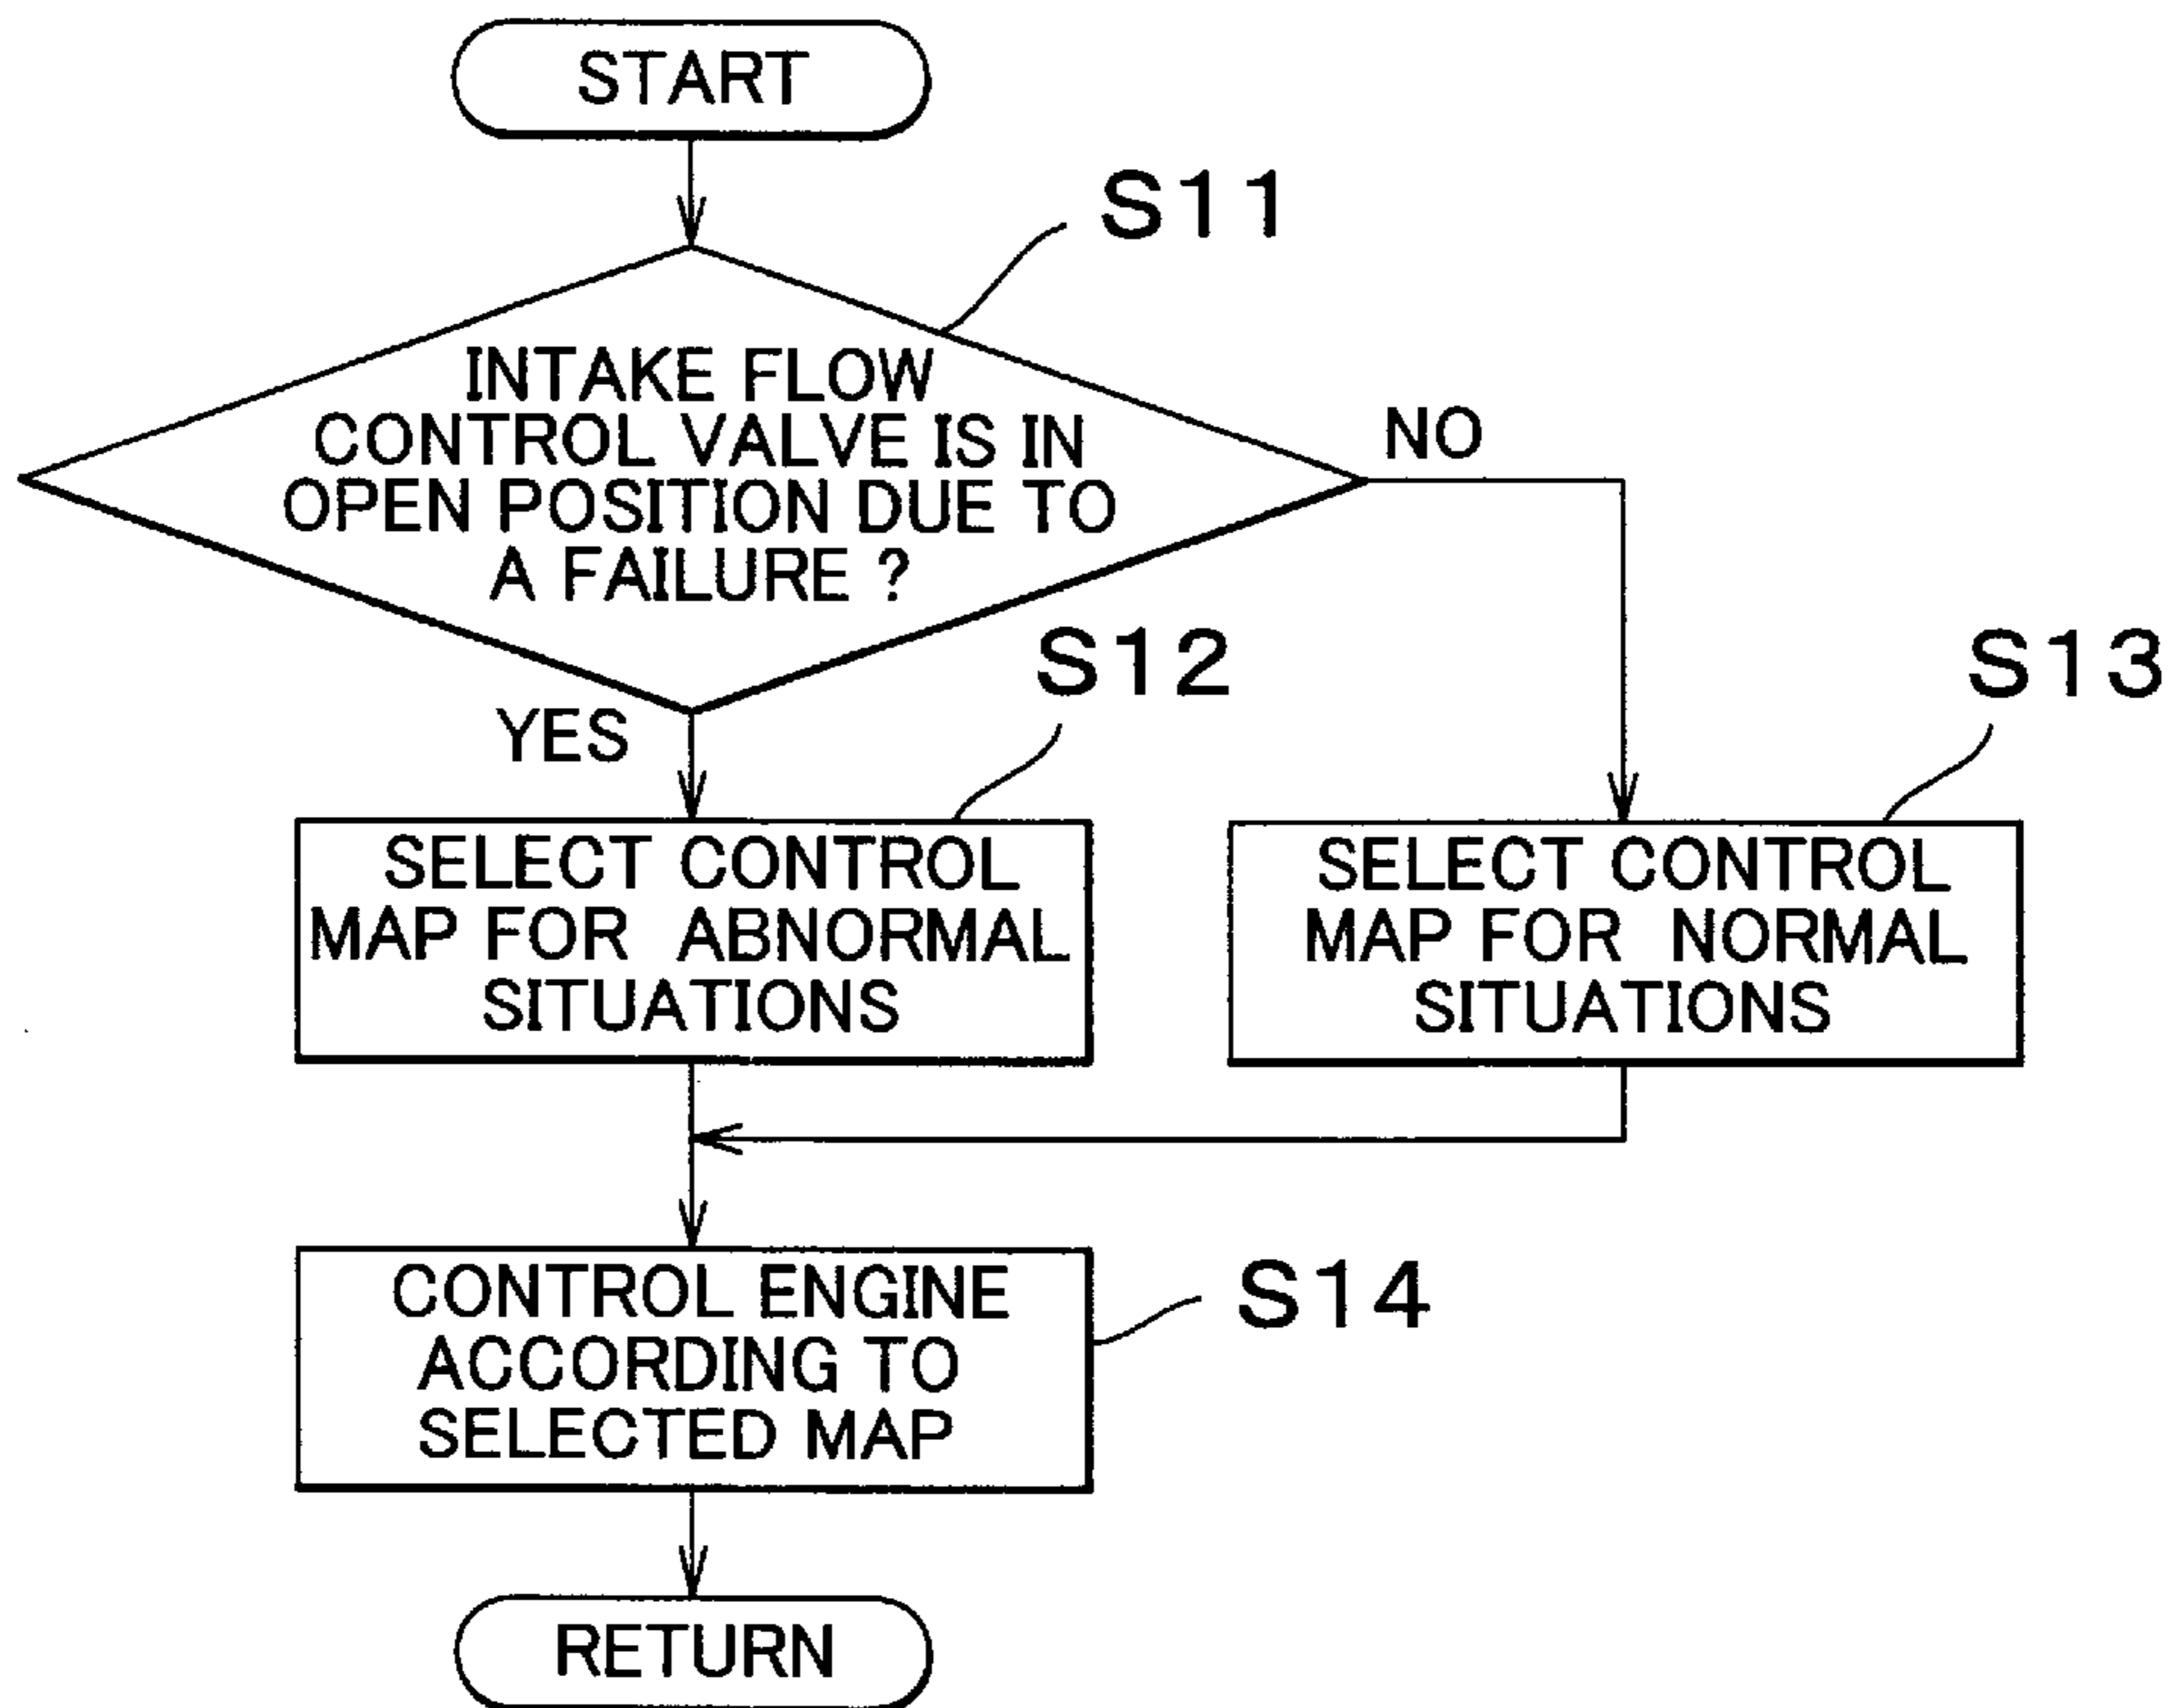 START
S11
INTAKE FLOW
CONTROL VALVE IS IN
OPEN POSITION DUE TO
A FAILURE ?
NO
YES
S12
SELECT CONTROL
MAP FOR ABNORMAL
SITUATIONS
S13
SELECT CONTROL
MAP FOR NORMAL
SITUATIONS
S14
CONTROL ENGINE
ACCORDING TO
SELECTED MAP
RETURN